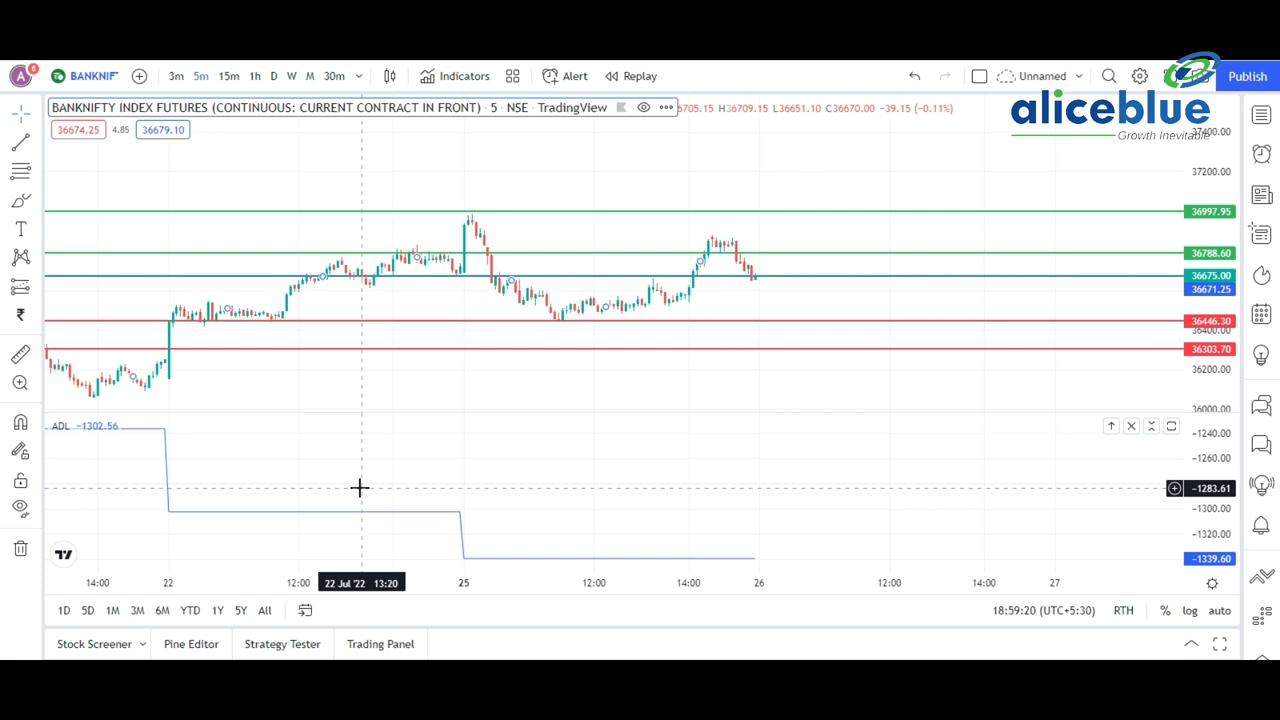 A 6 BANKNIF 3m 5m 15m 1h D W M 30m Indicators Alert Replay Unnamed Publish
BANKNIFTY INDEX FUTURES (CONTINUOUS: CURRENT CONTRACT IN FRONT) · 5 · NSE · TradingView 6705.15 H36709.15 L36651.10 C36670.00 −39.15 (−0.11%)
36674.25 4.85 36679.10
aliceblue
Growth Inevitable
37400.00
37200.00
36997.95
36788.60
36675.00
36671.25
36446.30
36400.00
36303.70
36200.00
36000.00
ADL −1302.56
−1240.00
−1260.00
−1283.61
−1300.00
−1320.00
−1339.60
14:00 22 12:00 22 Jul '22 13:20 25 12:00 14:00 26 12:00 14:00 27
1D 5D 1M 3M 6M YTD 1Y 5Y All 18:59:20 (UTC+5:30) RTH % log auto
Stock Screener Pine Editor Strategy Tester Trading Panel